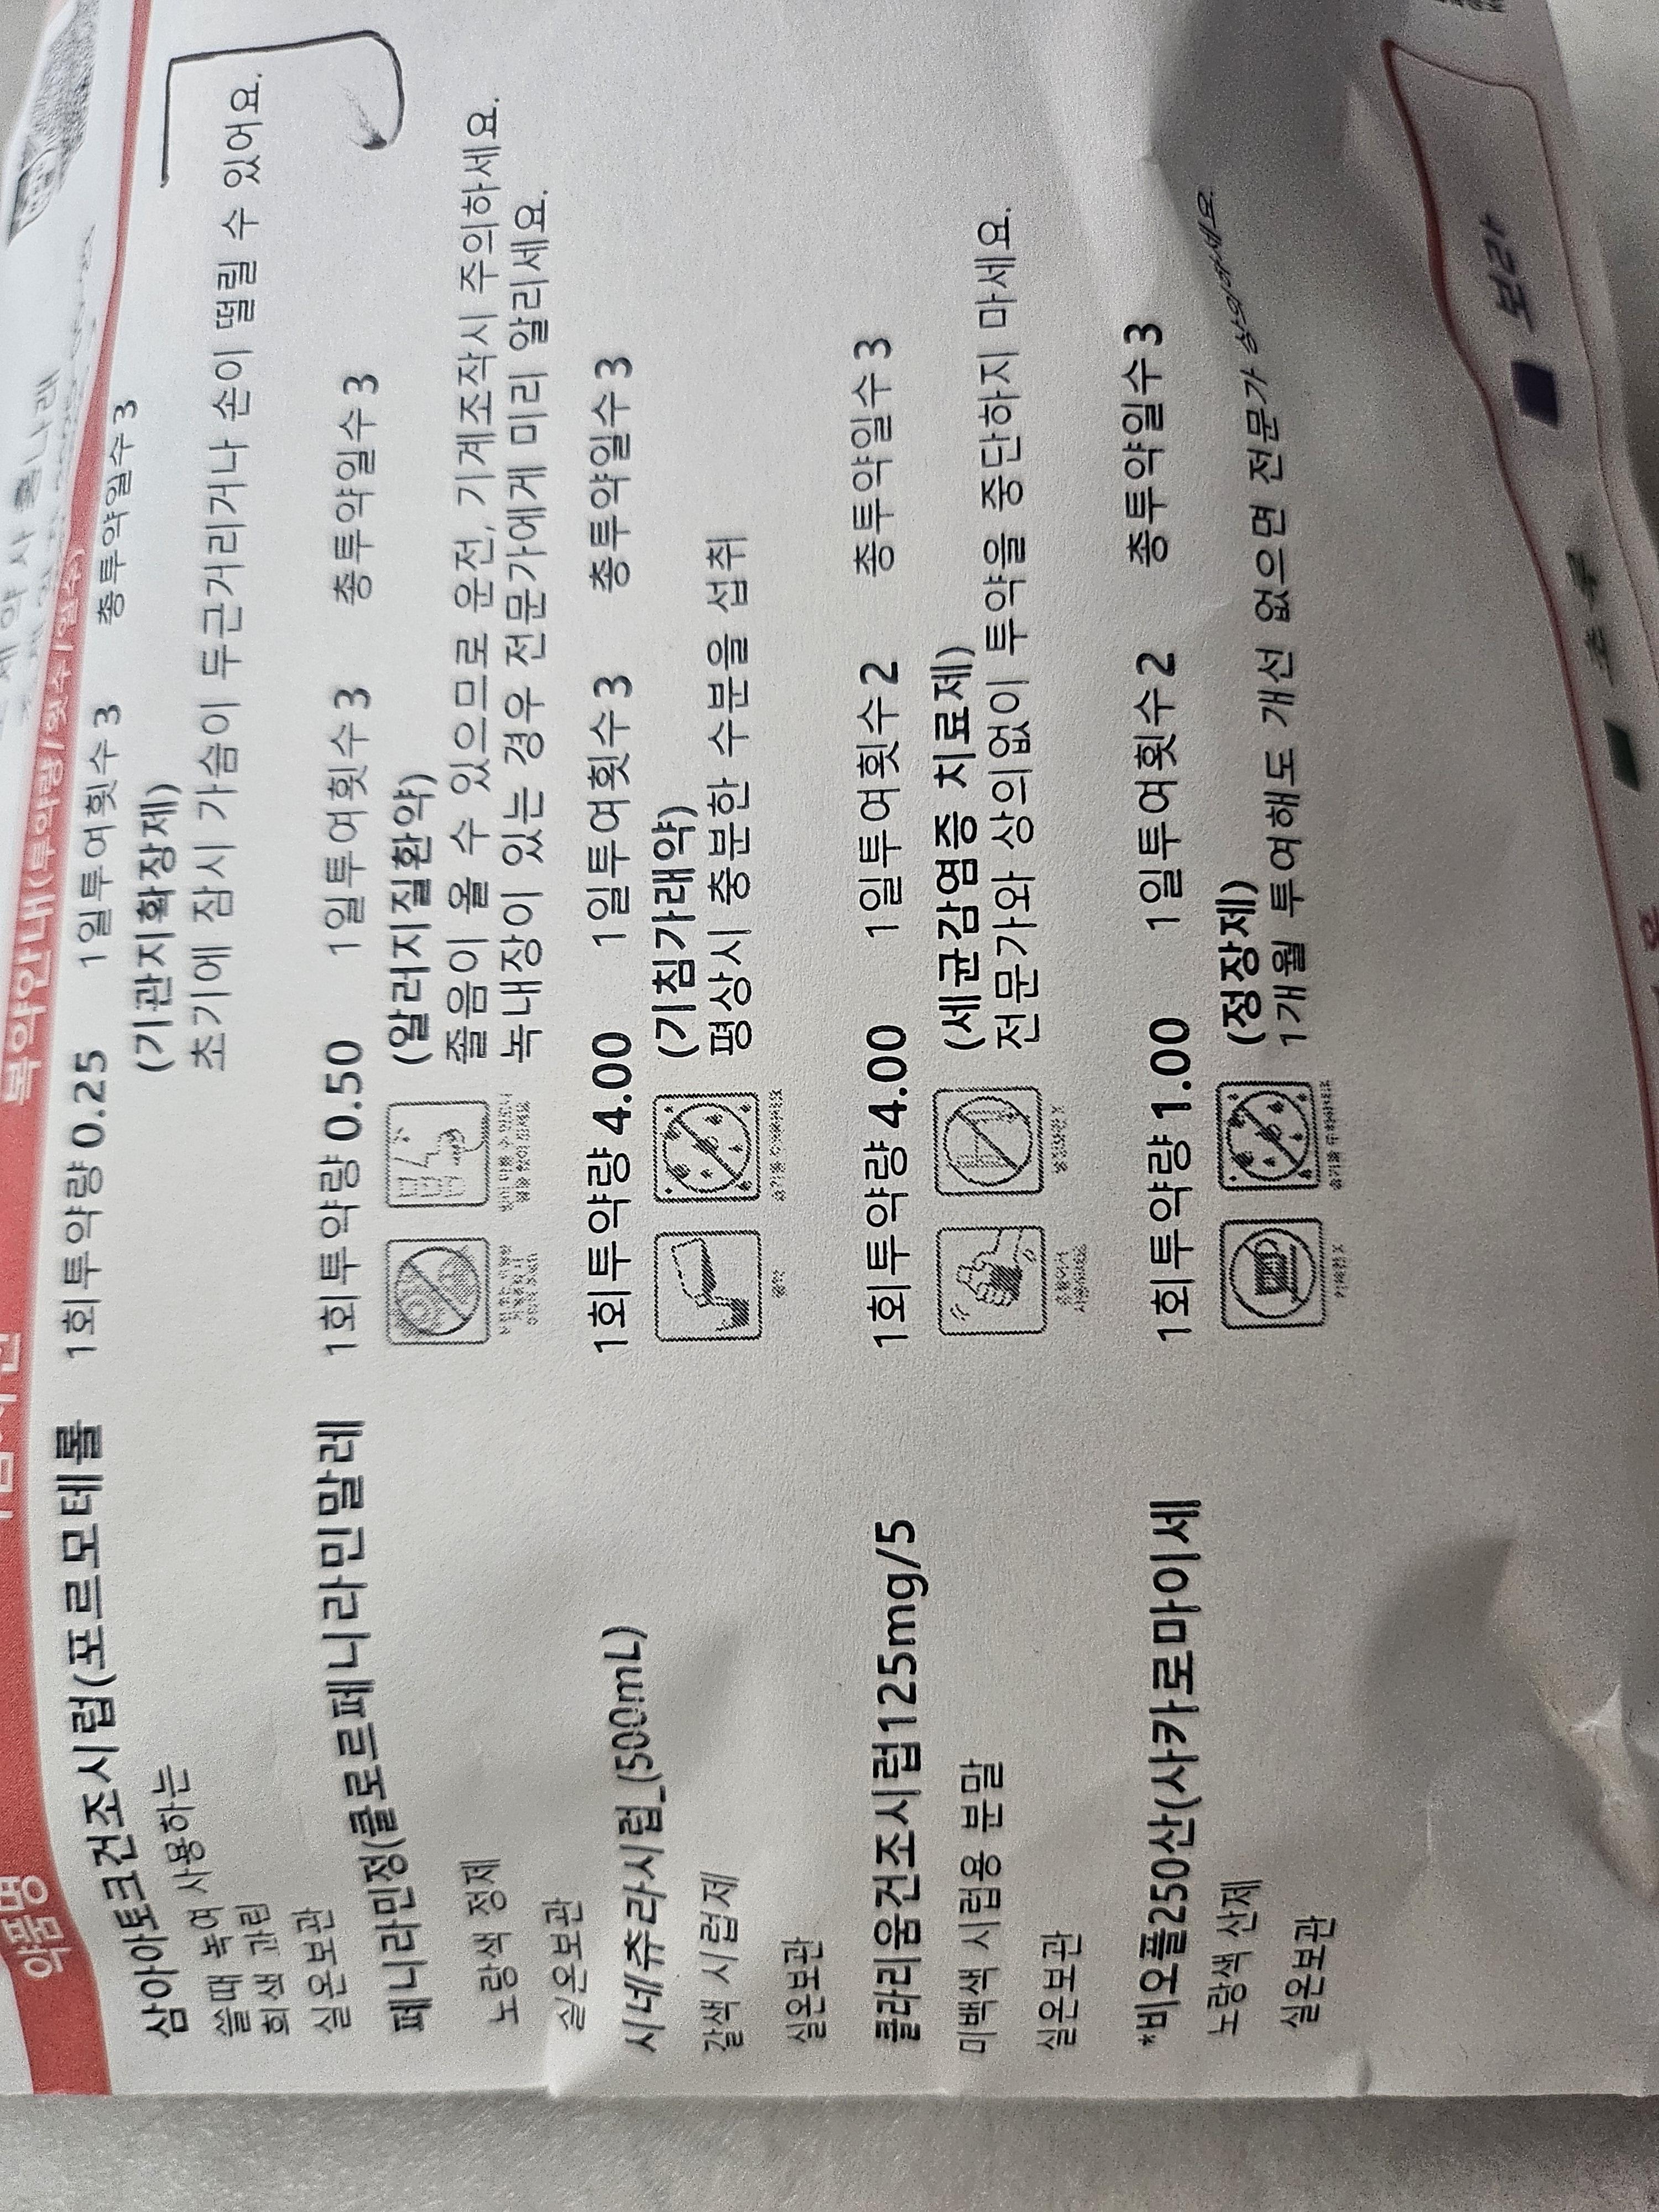 약품명
복약안내(투약량/횟수/일수)
삼아아토크건조시럽(포르모테롤 1회투약량 0.25 1일투여횟수 3 총투약일수 3
쓸때 녹여 사용하는
회색 과립
실온보관
(기관지확장제)
초기에 잠시 가슴이 두근거리거나 손이 떨릴 수 있어요.
페니라민정(클로르페니라민말레 1회투약량 0.50 1일투여횟수 3 총투약일수 3
노랑색 정제
실온보관
(알러지질환약)
졸음이 올 수 있으므로 운전, 기계조작시 주의하세요.
녹내장이 있는 경우 전문가에게 미리 알리세요.
시네츄라시럽_(500mL) 1회투약량 4.00 1일투여횟수 3 총투약일수 3
갈색 시럽제
실온보관
(기침가래약)
평상시 충분한 수분을 섭취
클래리움건조시럽125mg/5 1회투약량 4.00 1일투여횟수 2 총투약일수 3
미백색 시럽용 분말
실온보관
(세균감염증 치료제)
전문가와 상의없이 투약을 중단하지 마세요.
*비오플250산(사카로마이세 1회투약량 1.00 1일투여횟수 2 총투약일수 3
노랑색 산제
실온보관
(정장제)
1개월 투여해도 개선 없으면 전문가 상의하세요.
보라